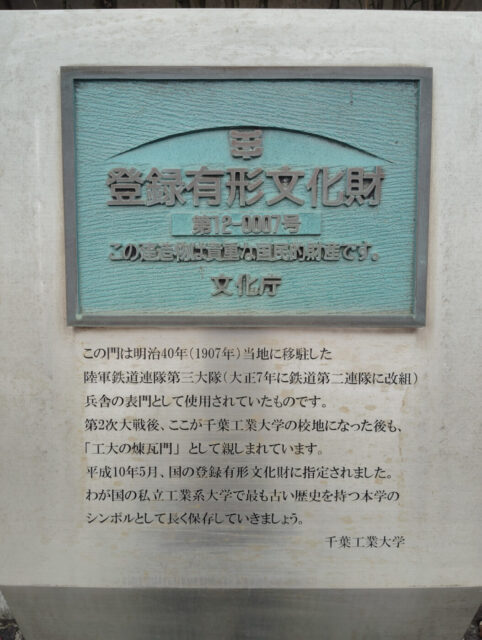 登録有形文化財
第12-0007号
この建造物は貴重な国民的財産です。
文化庁
この門は明治40年(1907年)当地に移駐した
陸軍鉄道連隊第三大隊(大正7年に鉄道第二連隊に改組)
兵舎の表門として使用されていたものです。
第2次大戦後、ここが千葉工業大学の校地になった後も、
「工大の煉瓦門」として親しまれています。
平成10年5月、国の登録有形文化財に指定されました。
わが国の私立工業系大学で最も古い歴史を持つ本学の
シンボルとして長く保存していきましょう。
千葉工業大学